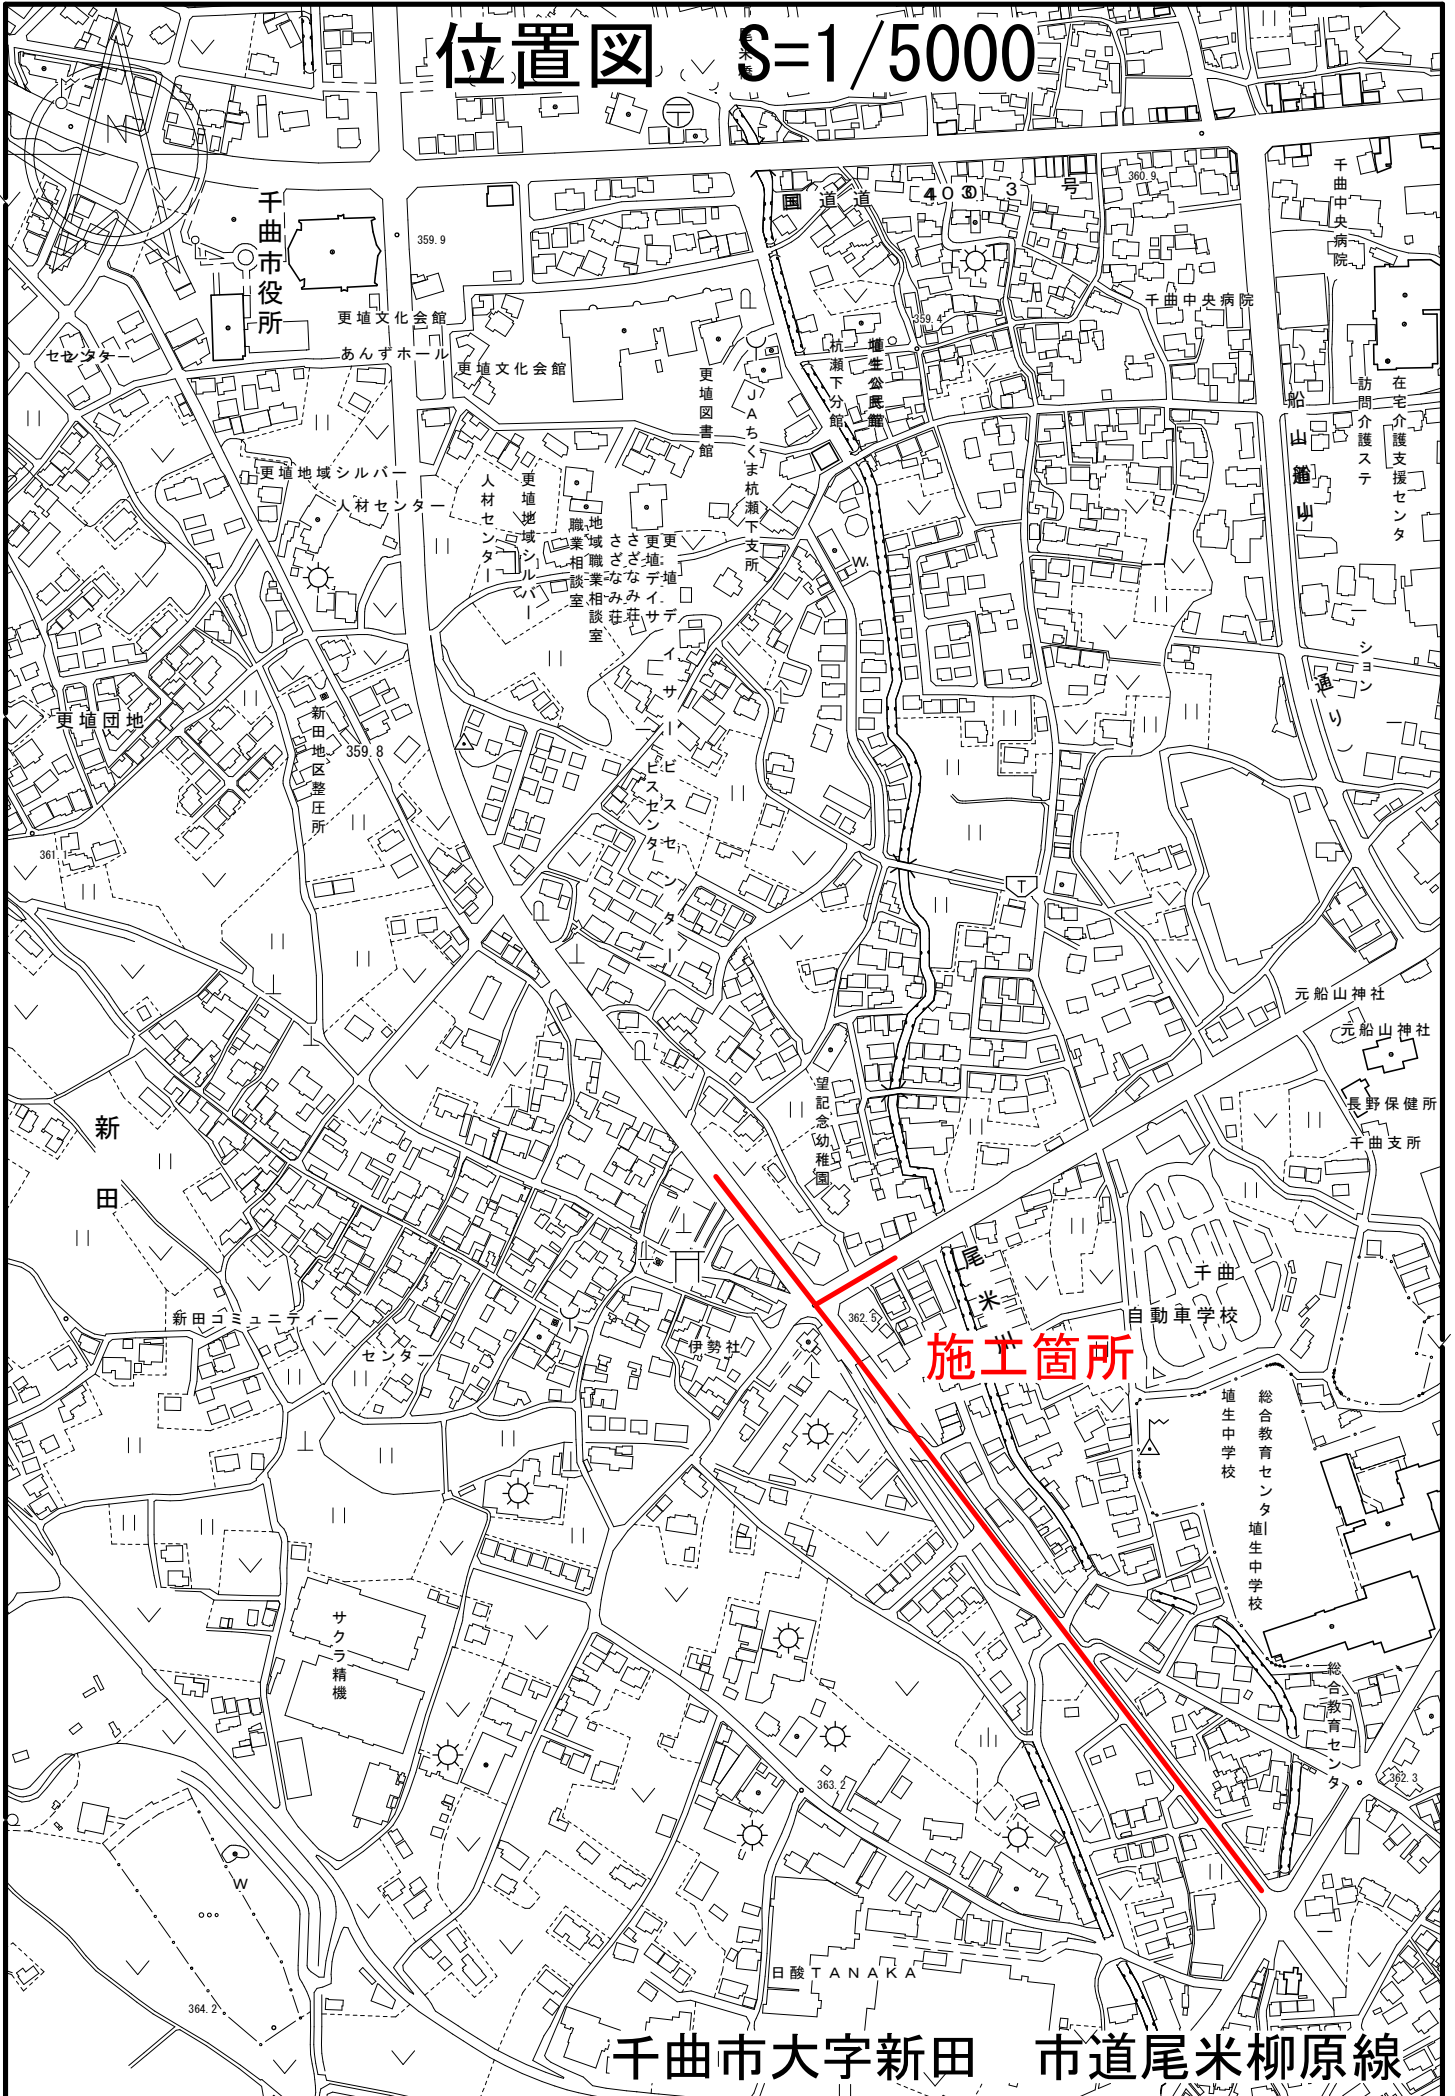 位置図 S=1/5000
N
千曲市役所
359.9
国道 403号
360.9
千曲中央病院
千曲中央病院
359.4
更埴文化会館
あんずホール
更埴文化会館
センター
更埴図書館
JAちくま杭瀬下支所
杭瀬下分館
埴生公民館
船山通り
訪問介護ステーション
在宅介護支援センタ
更埴地域シルバー
人材センター
更埴地域シルバー
人材センター
地域職業相談室
職業相談室
さざなみ荘
さざなみ荘
更埴デイサービスセンター
更埴デイサービスセンター
W
船山通り
更埴団地
新田地区整圧所
359.8
361.1
T
元船山神社
元船山神社
長野保健所
千曲支所
望記念幼稚園
新田
尾米川
千曲
自動車学校
362.5
施工箇所
新田コミュニティー
センター
伊勢社
埴生中学校
総合教育センター
埴生中学校
総合教育センタ
サクラ精機
363.2
362.3
W
日酸TANAKA
364.2
千曲市大字新田 市道尾米柳原線